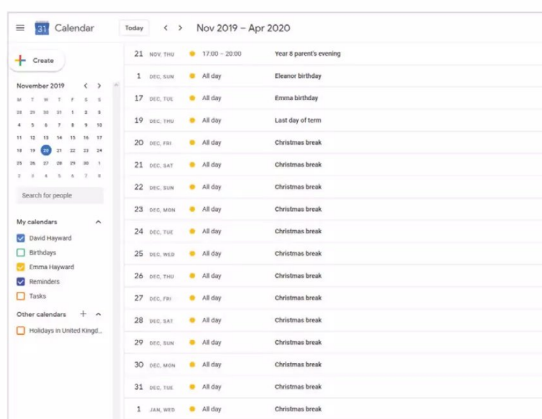 31 Calendar Today < > Nov 2019 – Apr 2020
Create
November 2019 < >
M T W T F S S
28 29 30 31 1 2 3
4 5 6 7 8 9 10
11 12 13 14 15 16 17
18 19 20 21 22 23 24
25 26 27 28 29 30 1
2 3 4 5 6 7 8
Search for people
My calendars
David Hayward
Birthdays
Emma Hayward
Reminders
Tasks
Other calendars +
Holidays in United Kingd...
21 NOV, THU 17:00 – 20:00 Year 8 parent's evening
1 DEC, SUN All day Eleanor birthday
17 DEC, TUE All day Emma birthday
19 DEC, THU All day Last day of term
20 DEC, FRI All day Christmas break
21 DEC, SAT All day Christmas break
22 DEC, SUN All day Christmas break
23 DEC, MON All day Christmas break
24 DEC, TUE All day Christmas break
25 DEC, WED All day Christmas break
26 DEC, THU All day Christmas break
27 DEC, FRI All day Christmas break
28 DEC, SAT All day Christmas break
29 DEC, SUN All day Christmas break
30 DEC, MON All day Christmas break
31 DEC, TUE All day Christmas break
1 JAN, WED All day Christmas break